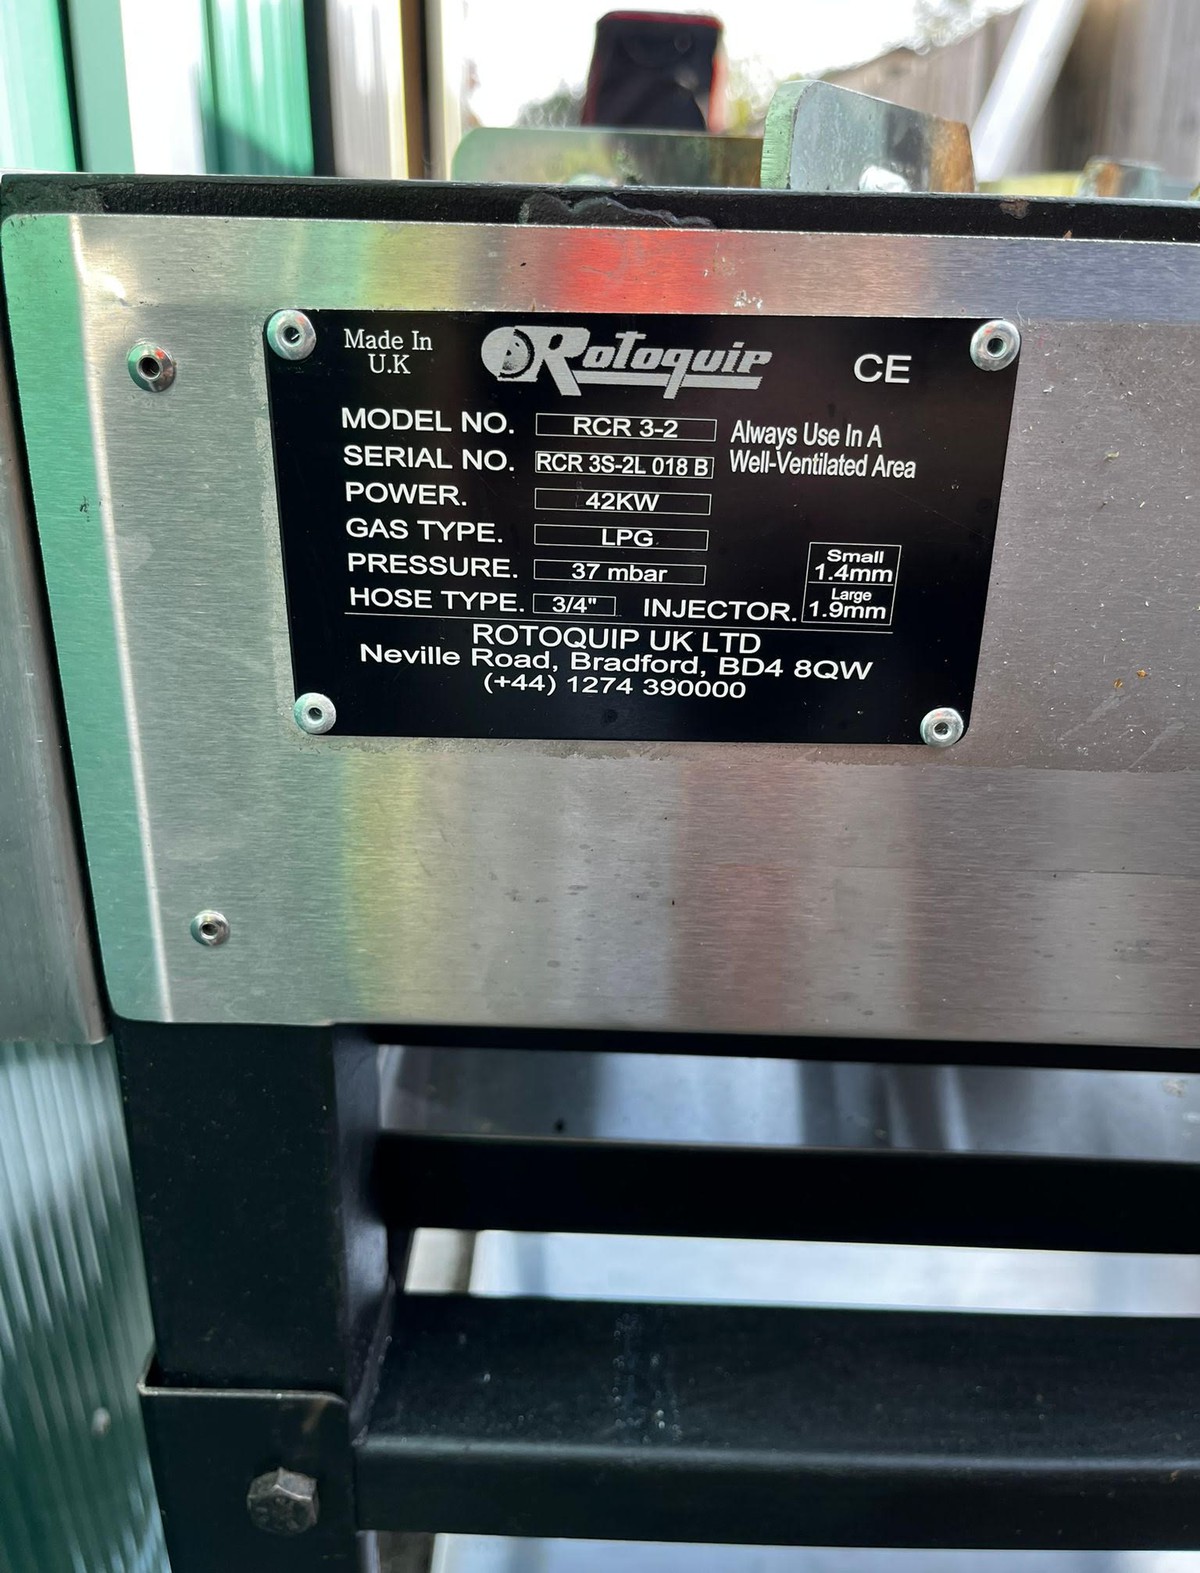 Made In
U.K
Rotoquip
CE
MODEL NO. RCR 3-2
SERIAL NO. RCR 3S-2L 018 B
Always Use In A
Well-Ventilated Area
POWER. 42KW
GAS TYPE. LPG
PRESSURE. 37 mbar
HOSE TYPE. 3/4" INJECTOR.
Small
1.4mm
Large
1.9mm
ROTOQUIP UK LTD
Neville Road, Bradford, BD4 8QW
(+44) 1274 390000